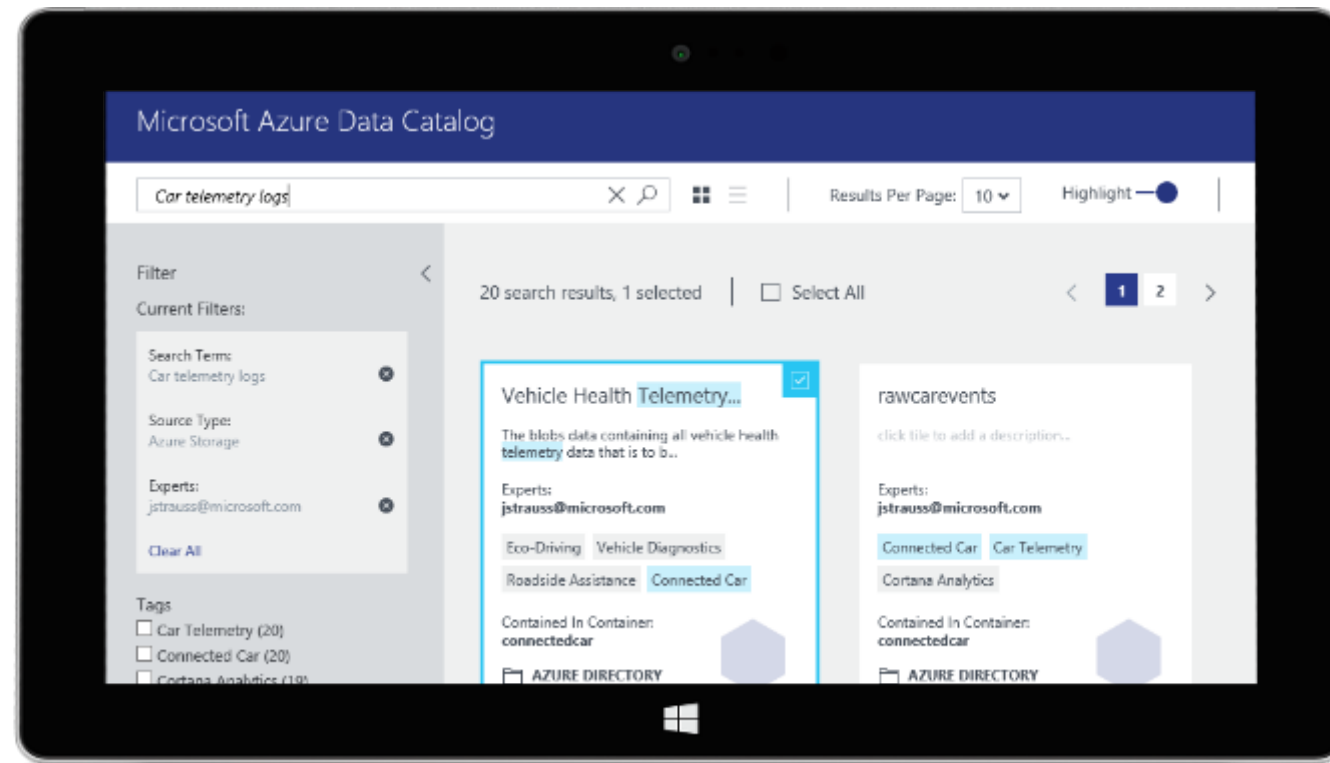 Microsoft Azure Data Catalog
Car telemetry logs
Results Per Page: 10
Highlight
Filter
Current Filters:
Search Term:
Car telemetry logs
Source Type:
Azure Storage
Experts:
jstrauss@microsoft.com
Clear All
Tags
Car Telemetry (20)
Connected Car (20)
Cortana Analytics (19)
20 search results, 1 selected
Select All
1 2
Vehicle Health Telemetry...
The blobs data containing all vehicle health
telemetry data that is to b...
Experts:
jstrauss@microsoft.com
Eco-Driving Vehicle Diagnostics
Roadside Assistance Connected Car
Contained In Container:
connectedcar
AZURE DIRECTORY
rawcarevents
click tile to add a description...
Experts:
jstrauss@microsoft.com
Connected Car Car Telemetry
Cortana Analytics
Contained In Container:
connectedcar
AZURE DIRECTORY